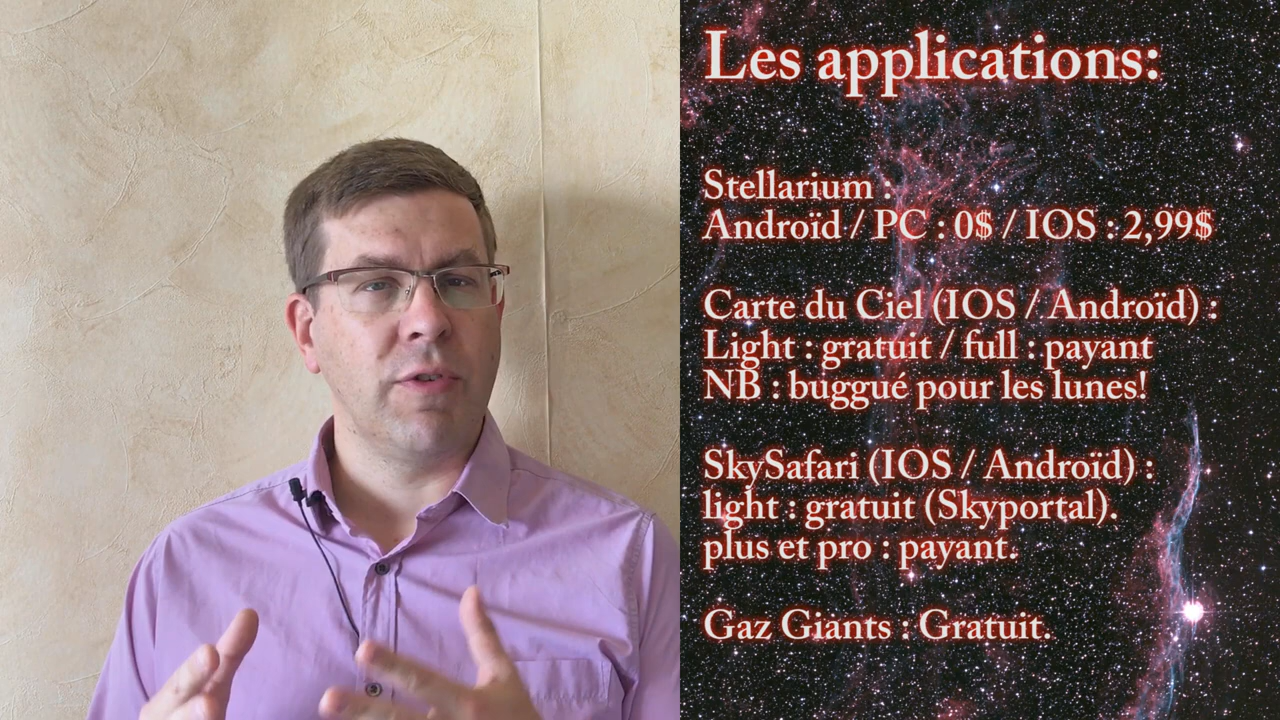 Les applications:
Stellarium :
Androïd / PC : 0$ / IOS : 2,99$
Carte du Ciel (IOS / Androïd) :
Light : gratuit / full : payant
NB : buggué pour les lunes!
SkySafari (IOS / Androïd) :
light : gratuit (Skyportal).
plus et pro : payant.
Gaz Giants : Gratuit.